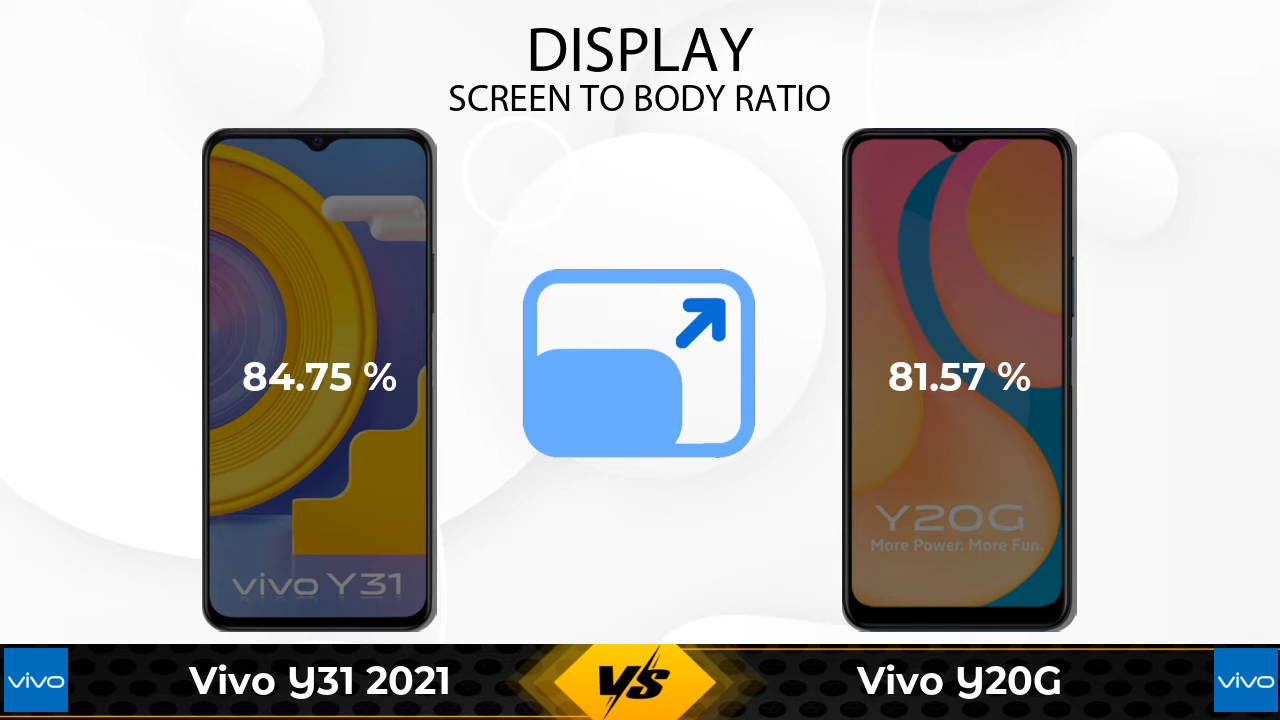 DISPLAY
SCREEN TO BODY RATIO
84.75 %
81.57 %
Y20G
More Power. More Fun.
vivo Y31
vivo
Vivo Y31 2021
VS
Vivo Y20G
vivo